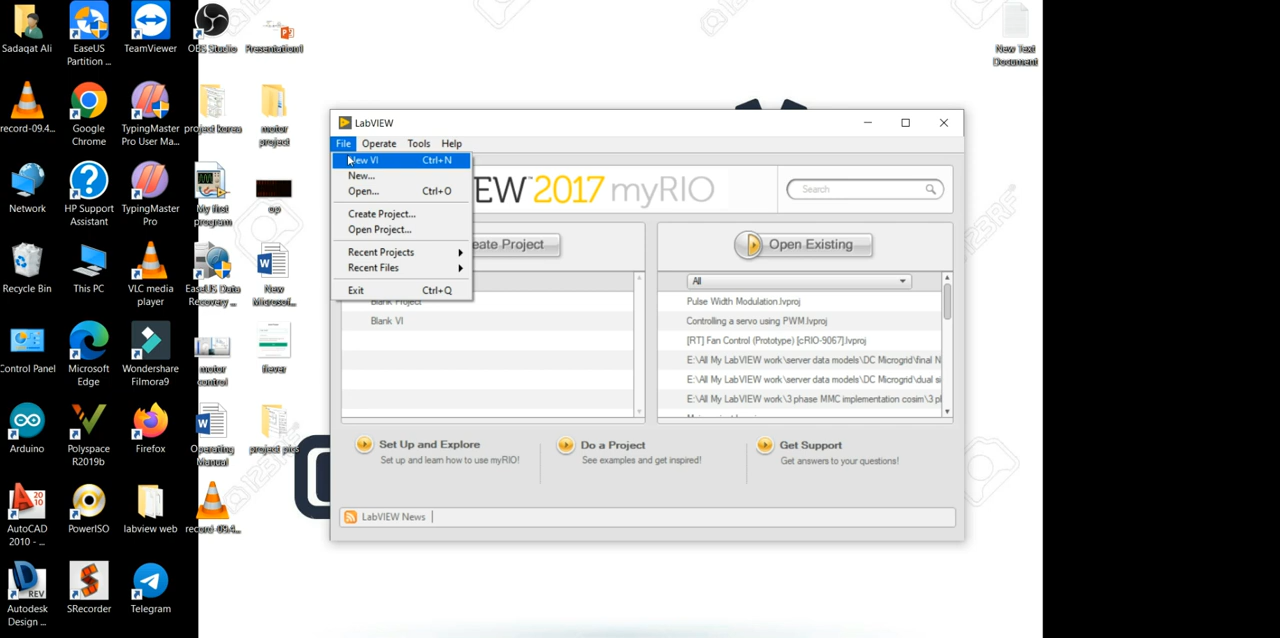 Sadaqat Ali
EaseUS
Partition ...
TeamViewer
OBS Studio
Presentation1
New Text
Document
record-09.4...
Google
Chrome
TypingMaster
Pro User Ma...
project korea
motor
project
Network
HP Support
Assistant
TypingMaster
Pro
My first
program
op
Recycle Bin
This PC
VLC media
player
EaseUS Data
Recovery ...
New
Microsof...
Control Panel
Microsoft
Edge
Wondershare
Filmora9
motor
control
flever
Arduino
Polyspace
R2019b
Firefox
Operating
Manual
project pics
AutoCAD
2010 - ...
PowerISO
labview web
record-09.4...
Autodesk
Design ...
SRecorder
Telegram
LabVIEW
File Operate Tools Help
New VI Ctrl+N
New...
Open... Ctrl+O
Create Project...
Open Project...
Recent Projects
Recent Files
Exit Ctrl+Q
EW 2017 myRIO
Search
eate Project
Open Existing
Blank Project
Blank VI
All
Pulse Width Modulation.lvproj
Controlling a servo using PWM.lvproj
[RT] Fan Control (Prototype) [cRIO-9067].lvproj
E:\All My LabVIEW work\server data models\DC Microgrid\final N
E:\All My LabVIEW work\server data models\DC Microgrid\dual si
E:\All My LabVIEW work\3 phase MMC implementation cosim\3 pl
Set Up and Explore
Set up and learn how to use myRIO!
Do a Project
See examples and get inspired!
Get Support
Get answers to your questions!
LabVIEW News
123RF